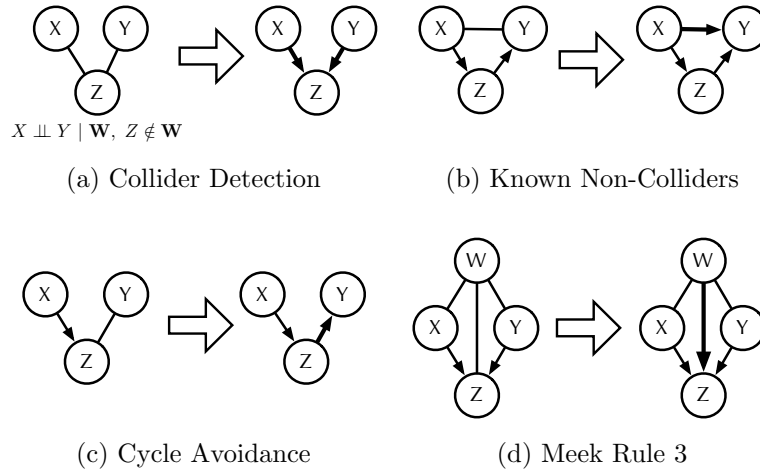 X Y X Y
Z Z
X ⫫ Y | W, Z ∉ W
(a) Collider Detection
X Y X Y
Z Z
(b) Known Non-Colliders
X Y X Y
Z Z
(c) Cycle Avoidance
W W
X Y X Y
Z Z
(d) Meek Rule 3